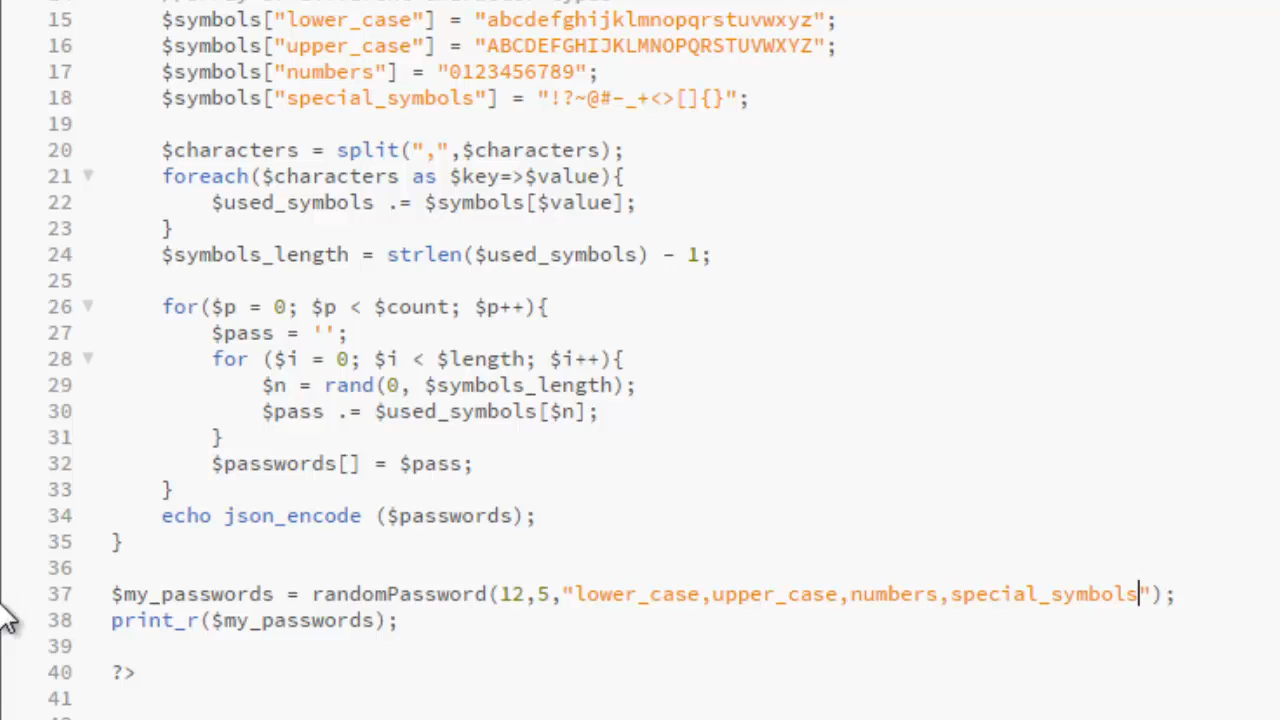 15 $symbols["lower_case"] = "abcdefghijklmnopqrstuvwxyz";
16 $symbols["upper_case"] = "ABCDEFGHIJKLMNOPQRSTUVWXYZ";
17 $symbols["numbers"] = "0123456789";
18 $symbols["special_symbols"] = "!?~@#-_+<>[]{}";
19
20 $characters = split(",",$characters);
21 foreach($characters as $key=>$value){
22 $used_symbols .= $symbols[$value];
23 }
24 $symbols_length = strlen($used_symbols) - 1;
25
26 for($p = 0; $p < $count; $p++){
27 $pass = '';
28 for ($i = 0; $i < $length; $i++){
29 $n = rand(0, $symbols_length);
30 $pass .= $used_symbols[$n];
31 }
32 $passwords[] = $pass;
33 }
34 echo json_encode ($passwords);
35 }
36
37 $my_passwords = randomPassword(12,5,"lower_case,upper_case,numbers,special_symbols");
38 print_r($my_passwords);
39
40 ?>
41